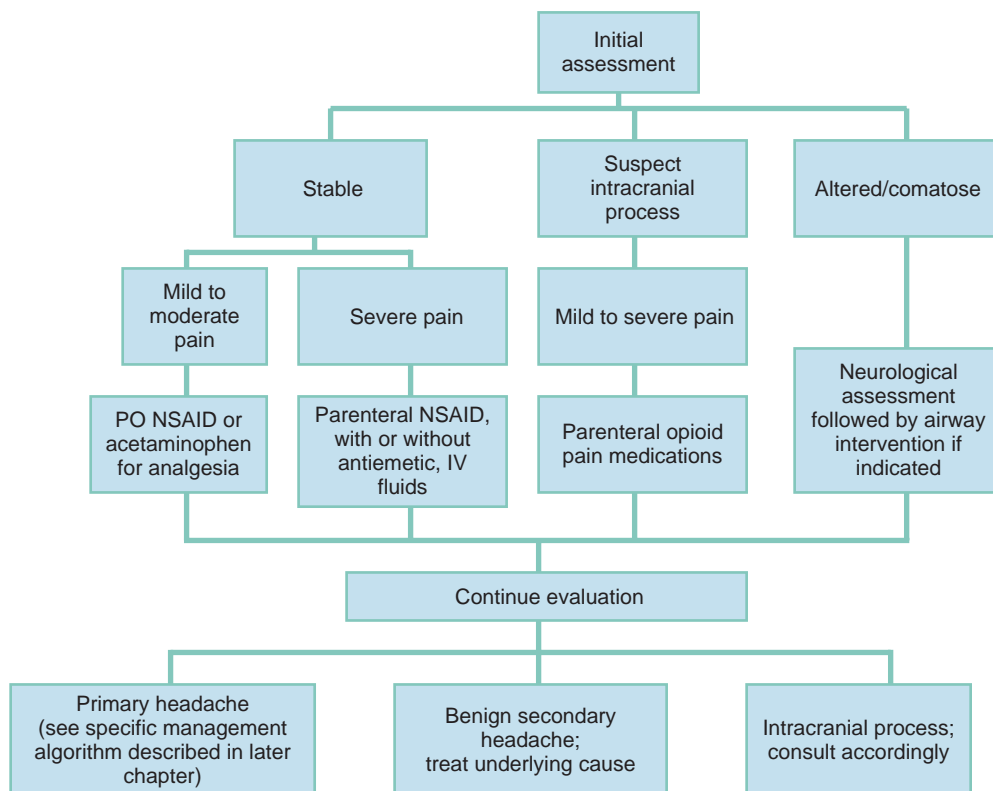 Initial
assessment
Stable
Suspect
intracranial
process
Altered/comatose
Mild to
moderate
pain
Severe pain
Mild to severe pain
Neurological
assessment
followed by airway
intervention if
indicated
PO NSAID or
acetaminophen
for analgesia
Parenteral NSAID,
with or without
antiemetic, IV
fluids
Parenteral opioid
pain medications
Continue evaluation
Primary headache
(see specific management
algorithm described in later
chapter)
Benign secondary
headache;
treat underlying cause
Intracranial process;
consult accordingly